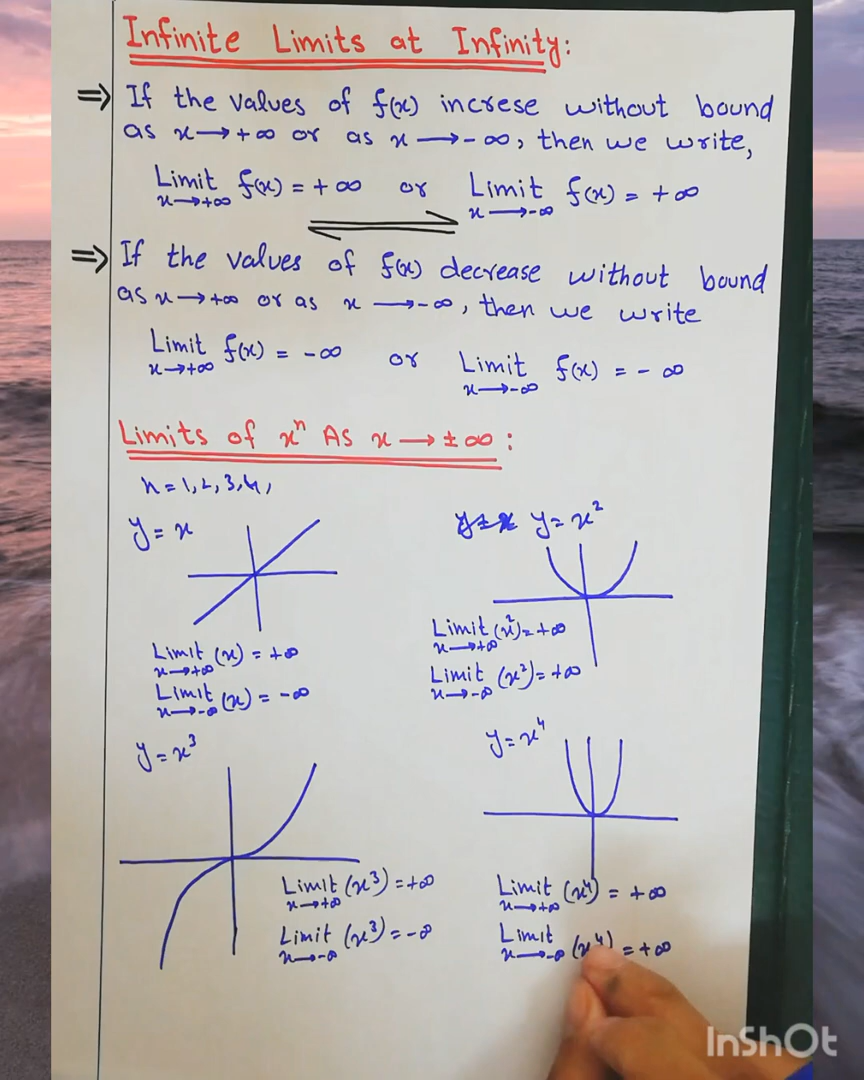 Infinite Limits at Infinity:
⇒ If the values of f(x) increse without bound
as x→+∞ or as x→-∞, then we write,
Limit f(x) = +∞ or Limit f(x) = +∞
x→+∞ x→-∞
⇒ If the values of f(x) decrease without bound
as x→+∞ or as x→-∞, then we write
Limit f(x) = -∞ or Limit f(x) = -∞
x→+∞ x→-∞
Limits of xⁿ As x→±∞:
n=1,2,3,4,
y=x
Limit (x) = +∞
x→+∞
Limit (x) = -∞
x→-∞
y=x²
Limit (x²)=+∞
x→+∞
Limit (x²)=+∞
x→-∞
y=x³
Limit (x³)=+∞
x→+∞
Limit (x³)=-∞
x→-∞
y=x⁴
Limit (x⁴) = +∞
x→+∞
Limit (x⁴) = +∞
x→-∞
InShOt